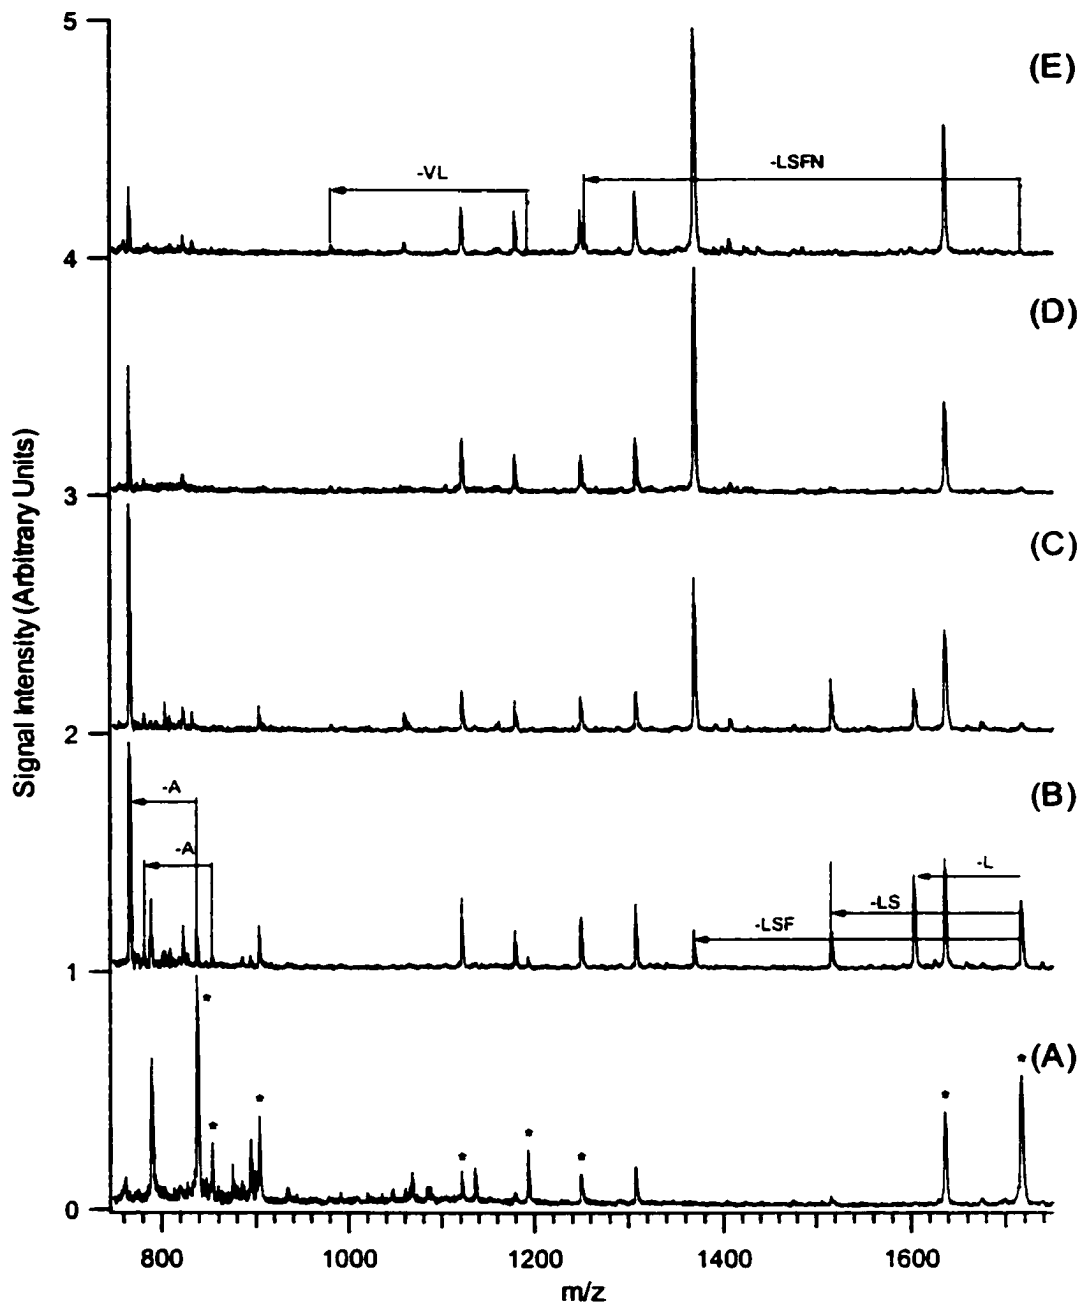 5
(E)
-LSFN
-VL
4
(D)
3
(C)
Signal Intensity (Arbitrary Units)
2
(B)
-A
-A
-L
-LS
-LSF
1
* (A)
*
*
*
*
*
*
*
0
800
1000
1200
1400
1600
m/z